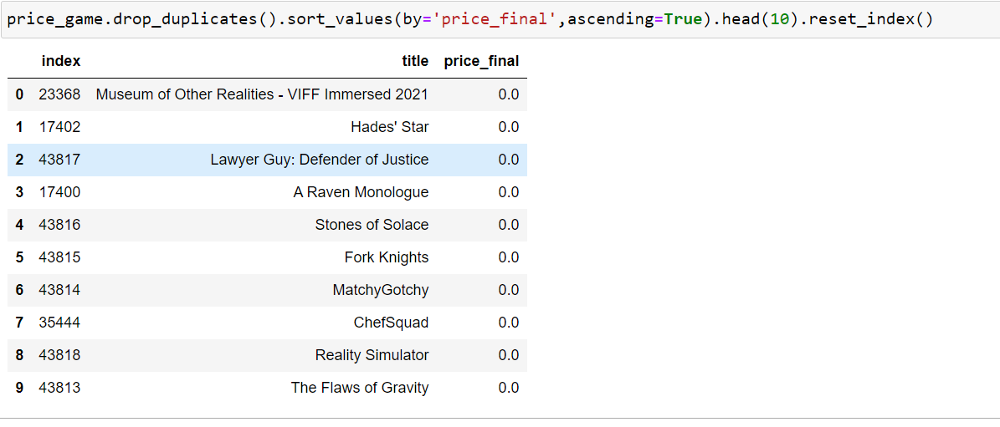 price_game.drop_duplicates().sort_values(by='price_final',ascending=True).head(10).reset_index()
index title price_final
0 23368 Museum of Other Realities - VIFF Immersed 2021 0.0
1 17402 Hades' Star 0.0
2 43817 Lawyer Guy: Defender of Justice 0.0
3 17400 A Raven Monologue 0.0
4 43816 Stones of Solace 0.0
5 43815 Fork Knights 0.0
6 43814 MatchyGotchy 0.0
7 35444 ChefSquad 0.0
8 43818 Reality Simulator 0.0
9 43813 The Flaws of Gravity 0.0